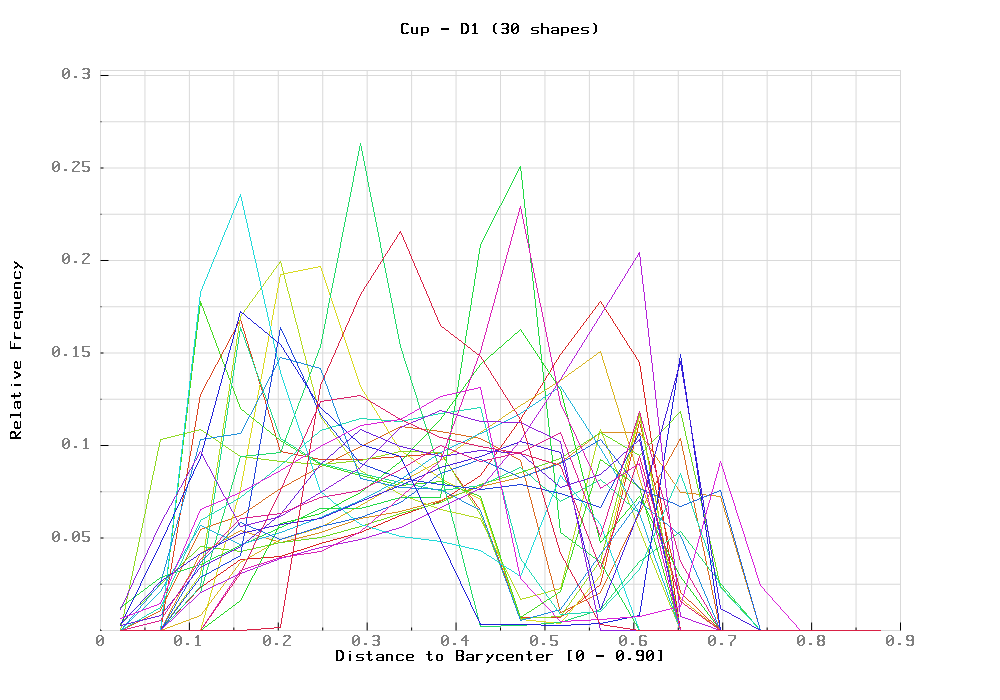 Cup - D1 (30 shapes)
0.3
0.25
0.2
0.15
0.1
0.05
Relative Frequency
0 0.1 0.2 0.3 0.4 0.5 0.6 0.7 0.8 0.9
Distance to Barycenter [0 - 0.90]